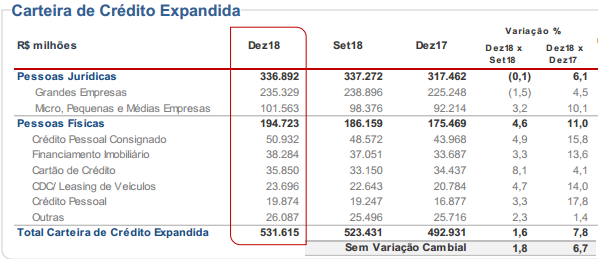 Carteira de Crédito Expandida
Variação %
R$ milhões Dez18 Set18 Dez17 Dez18 x Set18 Dez18 x Dez17
Pessoas Jurídicas 336.892 337.272 317.462 (0,1) 6,1
Grandes Empresas 235.329 238.896 225.248 (1,5) 4,5
Micro, Pequenas e Médias Empresas 101.563 98.376 92.214 3,2 10,1
Pessoas Físicas 194.723 186.159 175.469 4,6 11,0
Crédito Pessoal Consignado 50.932 48.572 43.968 4,9 15,8
Financiamento Imobiliário 38.284 37.051 33.687 3,3 13,6
Cartão de Crédito 35.850 33.150 34.437 8,1 4,1
CDC/ Leasing de Veículos 23.696 22.643 20.784 4,7 14,0
Crédito Pessoal 19.874 19.247 16.877 3,3 17,8
Outras 26.087 25.496 25.716 2,3 1,4
Total Carteira de Crédito Expandida 531.615 523.431 492.931 1,6 7,8
Sem Variação Cambial 1,8 6,7